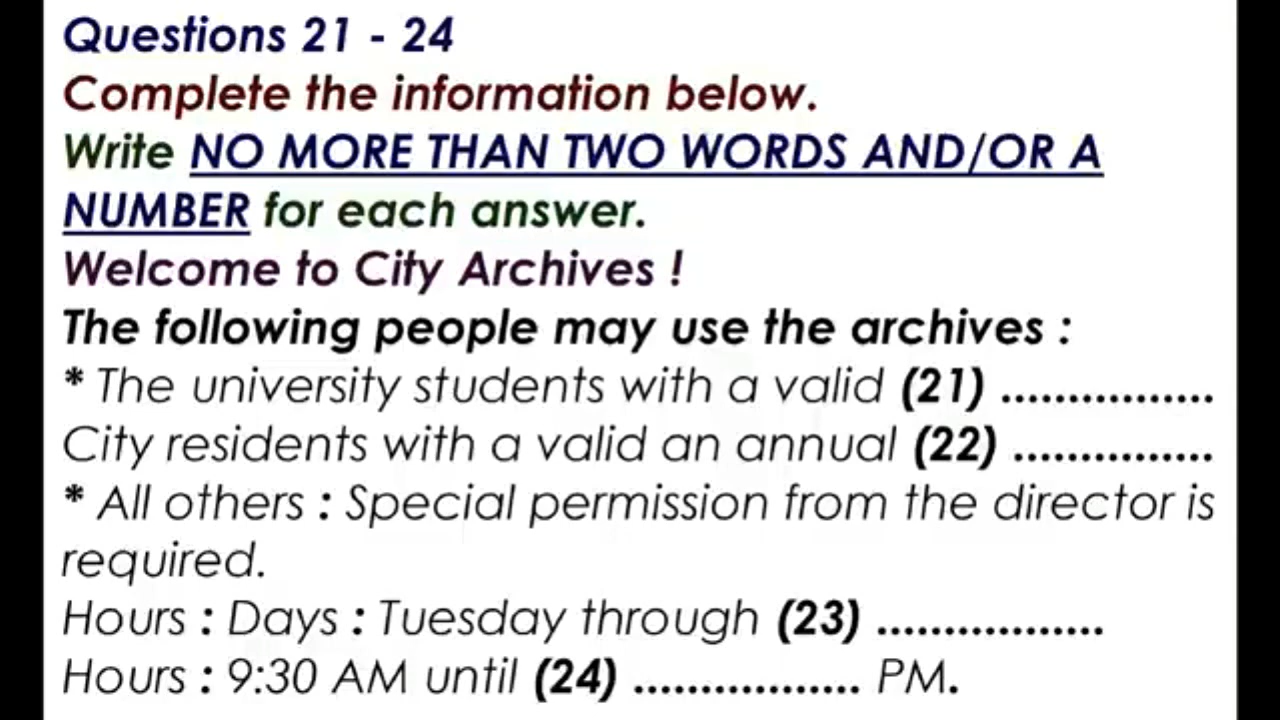 Questions 21 - 24
Complete the information below.
Write NO MORE THAN TWO WORDS AND/OR A
NUMBER for each answer.
Welcome to City Archives !
The following people may use the archives :
* The university students with a valid (21) ................
City residents with a valid an annual (22) ...............
* All others : Special permission from the director is
required.
Hours : Days : Tuesday through (23) .................
Hours : 9:30 AM until (24) ................. PM.